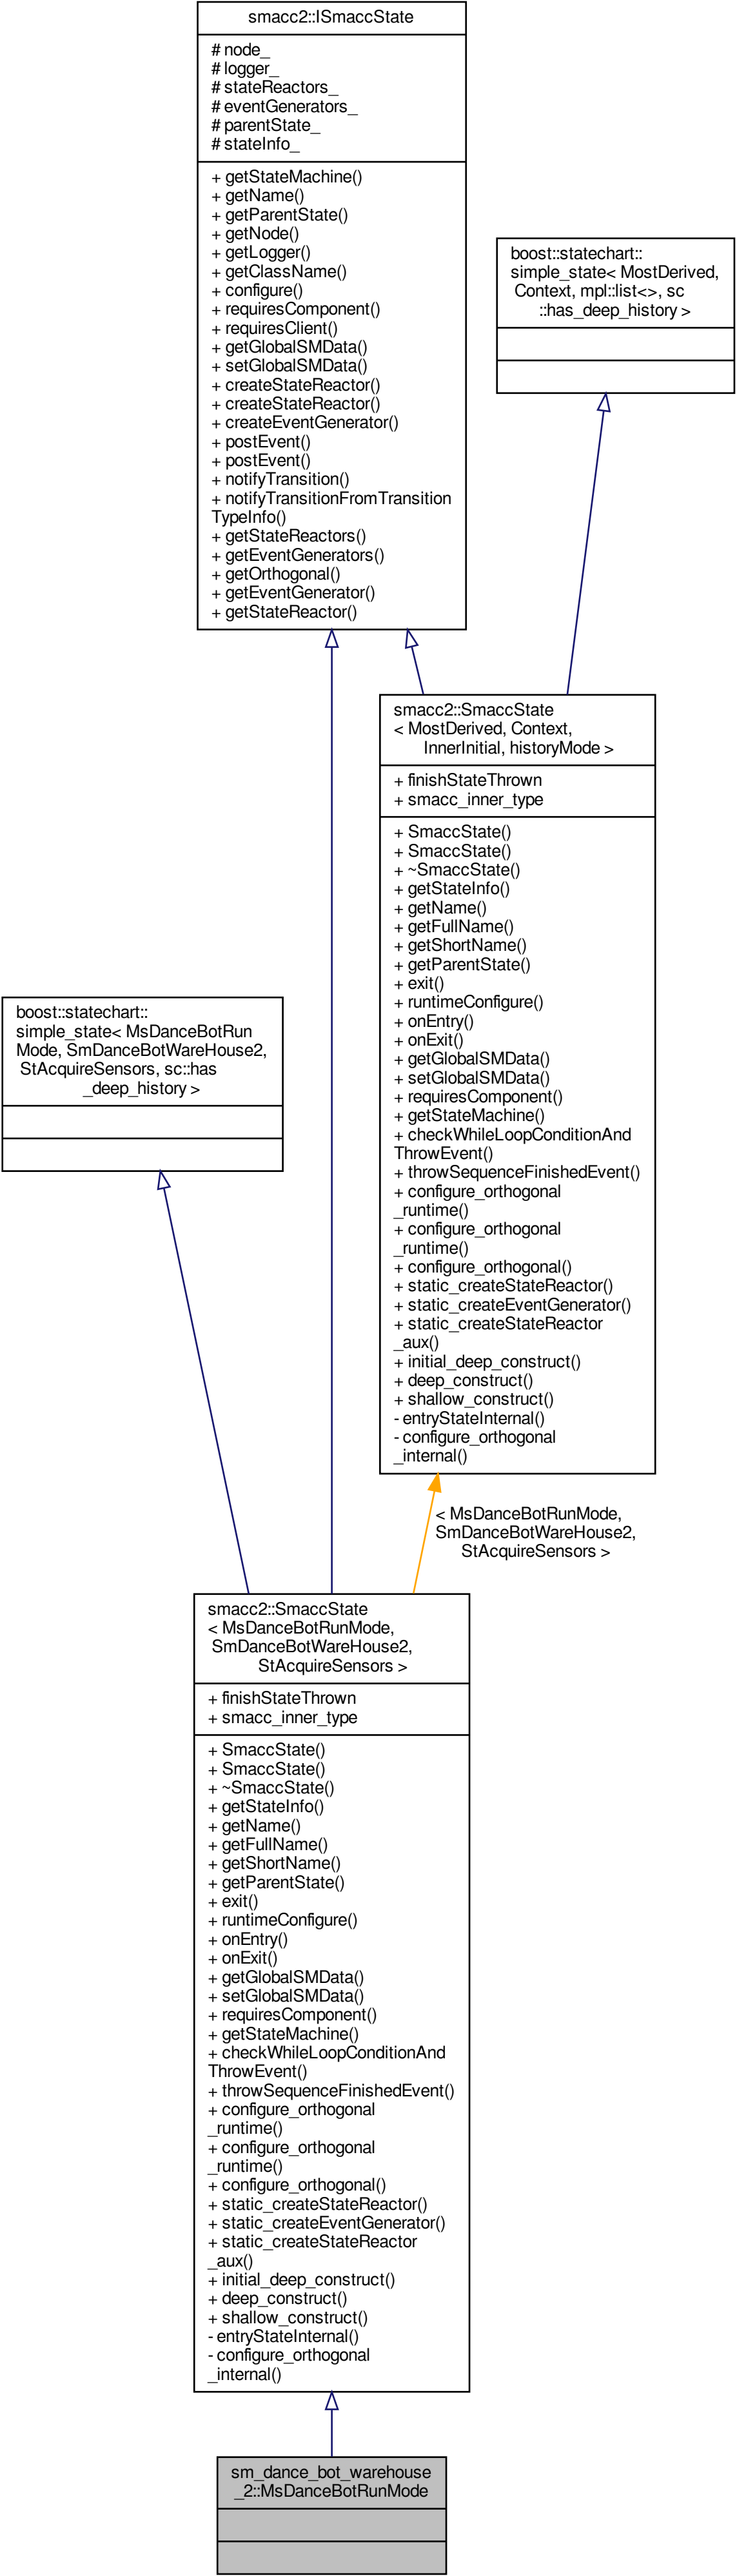 smacc2::ISmaccState
# node_
# logger_
# stateReactors_
# eventGenerators_
# parentState_
# stateInfo_
+ getStateMachine()
+ getName()
+ getParentState()
+ getNode()
+ getLogger()
+ getClassName()
+ configure()
+ requiresComponent()
+ requiresClient()
+ getGlobalSMData()
+ setGlobalSMData()
+ createStateReactor()
+ createStateReactor()
+ createEventGenerator()
+ postEvent()
+ postEvent()
+ notifyTransition()
+ notifyTransitionFromTransition
TypeInfo()
+ getStateReactors()
+ getEventGenerators()
+ getOrthogonal()
+ getEventGenerator()
+ getStateReactor()
boost::statechart::
simple_state< MostDerived,
Context, mpl::list<>, sc
::has_deep_history >
smacc2::SmaccState
< MostDerived, Context,
InnerInitial, historyMode >
+ finishStateThrown
+ smacc_inner_type
+ SmaccState()
+ SmaccState()
+ ~SmaccState()
+ getStateInfo()
+ getName()
+ getFullName()
+ getShortName()
+ getParentState()
+ exit()
+ runtimeConfigure()
+ onEntry()
+ onExit()
+ getGlobalSMData()
+ setGlobalSMData()
+ requiresComponent()
+ getStateMachine()
+ checkWhileLoopConditionAnd
ThrowEvent()
+ throwSequenceFinishedEvent()
+ configure_orthogonal
_runtime()
+ configure_orthogonal
_runtime()
+ configure_orthogonal()
+ static_createStateReactor()
+ static_createEventGenerator()
+ static_createStateReactor
_aux()
+ initial_deep_construct()
+ deep_construct()
+ shallow_construct()
- entryStateInternal()
- configure_orthogonal
_internal()
boost::statechart::
simple_state< MsDanceBotRun
Mode, SmDanceBotWareHouse2,
StAcquireSensors, sc::has
_deep_history >
< MsDanceBotRunMode,
SmDanceBotWareHouse2,
StAcquireSensors >
smacc2::SmaccState
< MsDanceBotRunMode,
SmDanceBotWareHouse2,
StAcquireSensors >
+ finishStateThrown
+ smacc_inner_type
+ SmaccState()
+ SmaccState()
+ ~SmaccState()
+ getStateInfo()
+ getName()
+ getFullName()
+ getShortName()
+ getParentState()
+ exit()
+ runtimeConfigure()
+ onEntry()
+ onExit()
+ getGlobalSMData()
+ setGlobalSMData()
+ requiresComponent()
+ getStateMachine()
+ checkWhileLoopConditionAnd
ThrowEvent()
+ throwSequenceFinishedEvent()
+ configure_orthogonal
_runtime()
+ configure_orthogonal
_runtime()
+ configure_orthogonal()
+ static_createStateReactor()
+ static_createEventGenerator()
+ static_createStateReactor
_aux()
+ initial_deep_construct()
+ deep_construct()
+ shallow_construct()
- entryStateInternal()
- configure_orthogonal
_internal()
sm_dance_bot_warehouse
_2::MsDanceBotRunMode